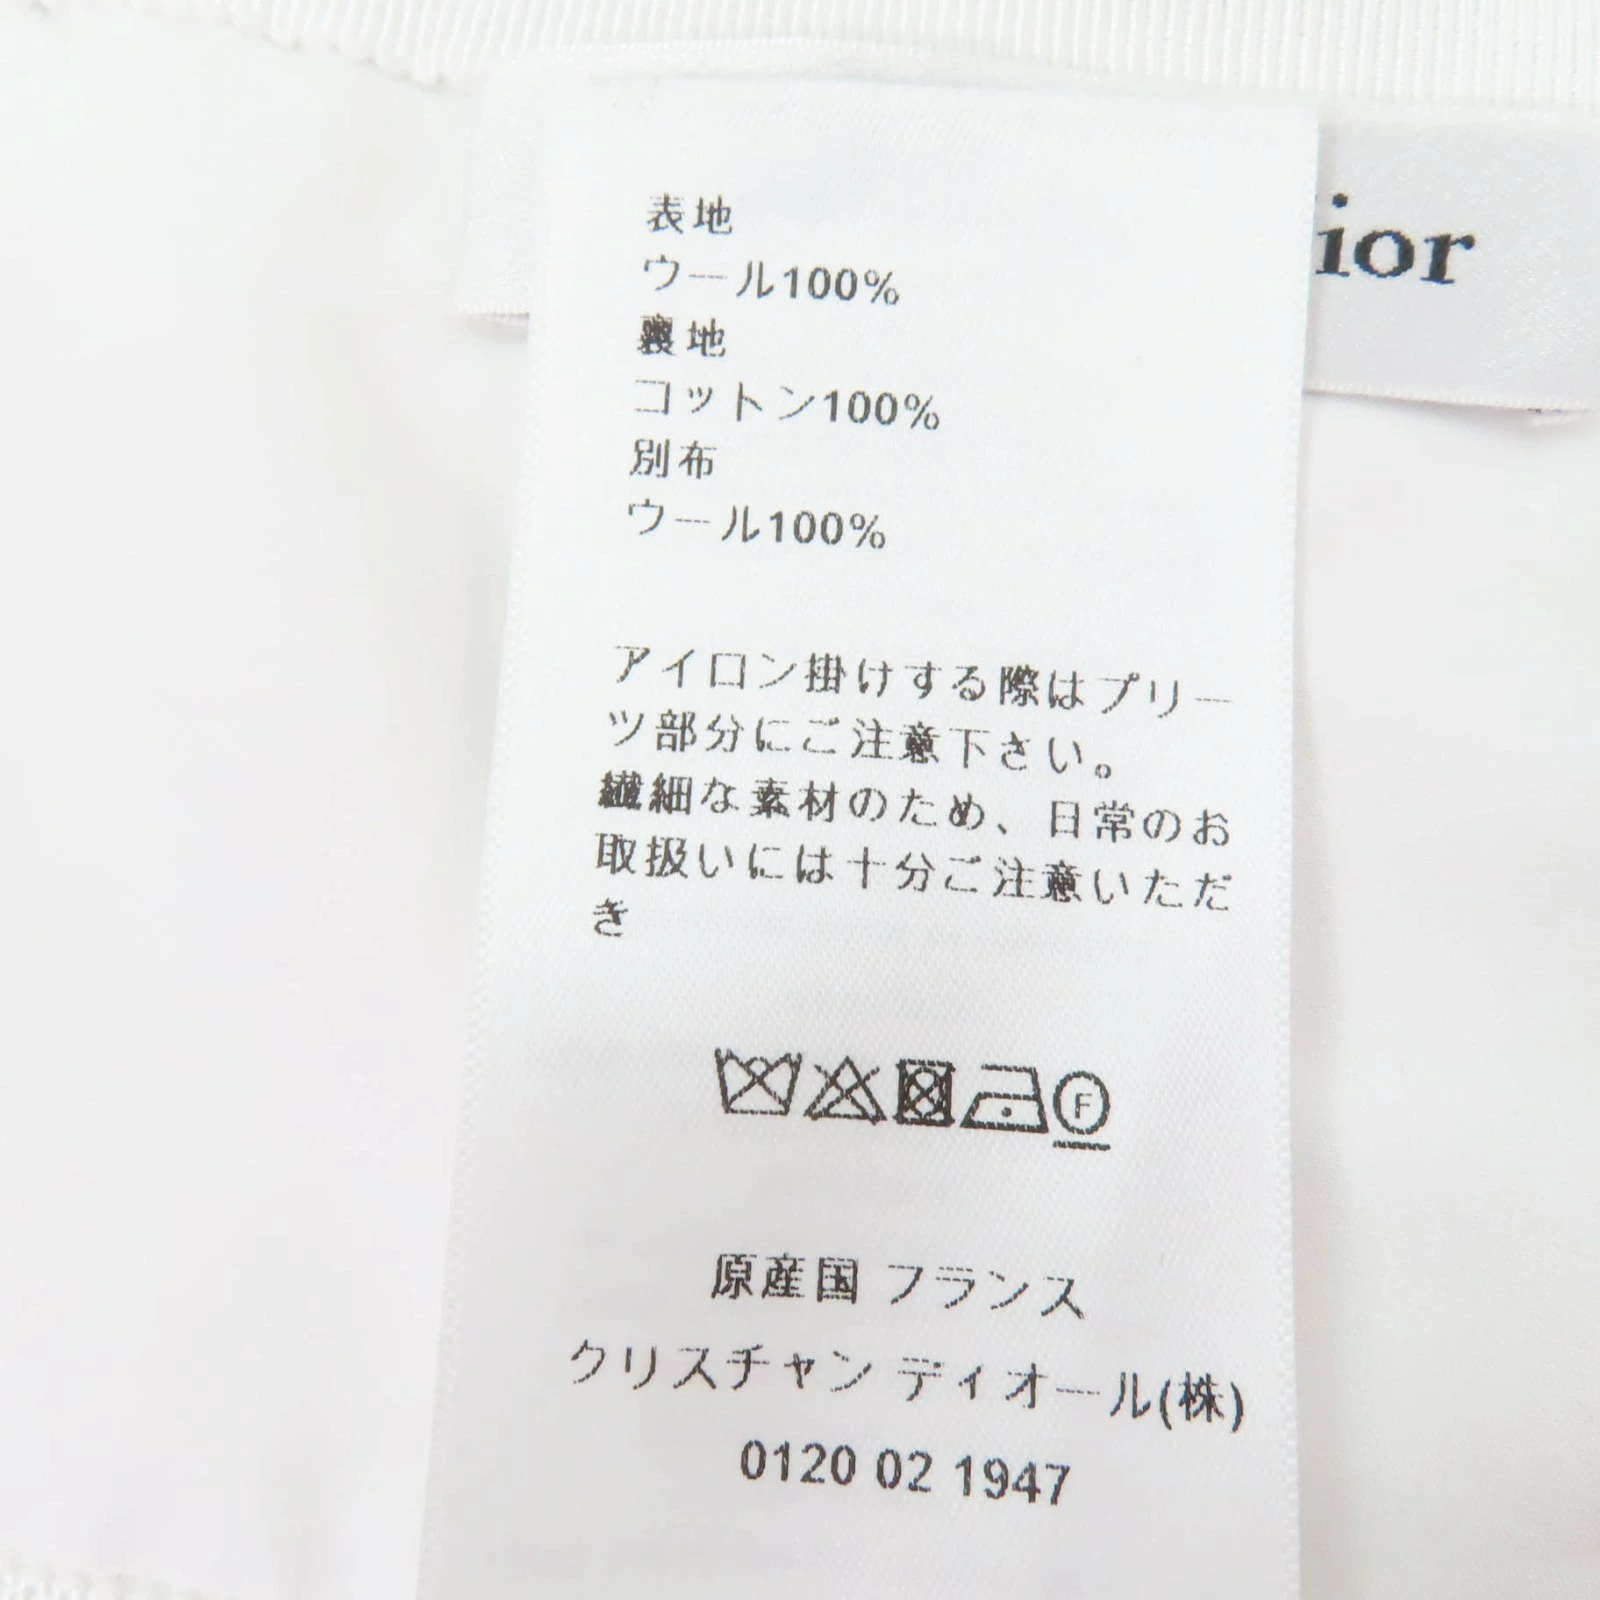 表地
ウール100%
裏地
コットン100%
別布
ウール100%
アイロン掛けする際はプリー
ツ部分にご注意下さい。
繊細な素材のため、日常のお
取扱いには十分ご注意いただ
き
F
原産国 フランス
クリスチャン ディオール(株)
0120 02 1947
ior